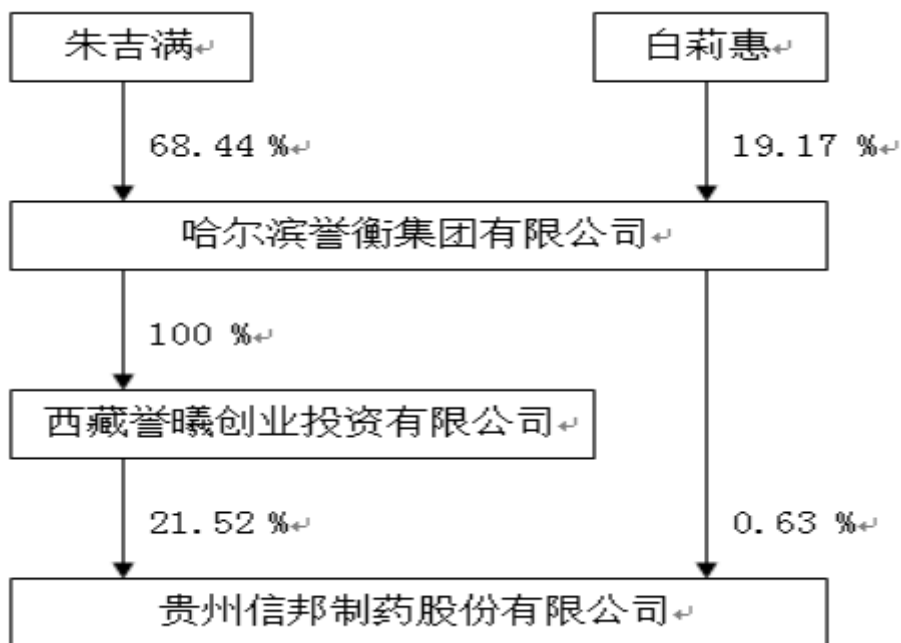 朱吉满↵
白莉惠↵
68.44 %↵
19.17 %↵
哈尔滨誉衡集团有限公司↵
100 %↵
西藏誉曦创业投资有限公司↵
21.52 %↵
0.63 %↵
贵州信邦制药股份有限公司↵